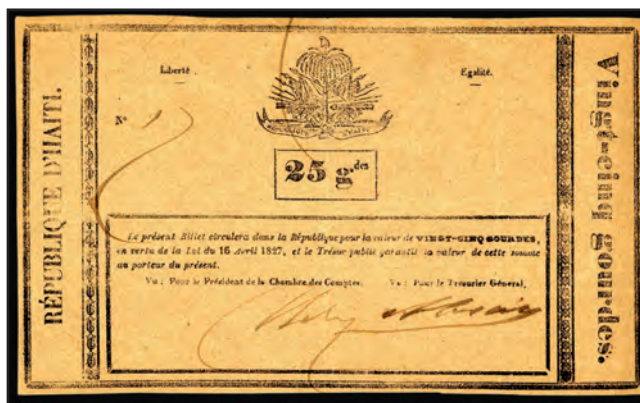 RÉPUBLIQUE D'HAITI.
Liberté.
Egalité.
N°
25 g.des
Le présent Billet circulera dans la République pour la valeur de VINGT-CINQ GOURDES,
en vertu de la Loi du 16 Avril 1827, et le Trésor public garantit la valeur de cette somme
au porteur du présent.
Vu : Pour le Président de la Chambre des Comptes.
Vu : Pour le Trésorier Général,
Vingt-cinq gourdes.